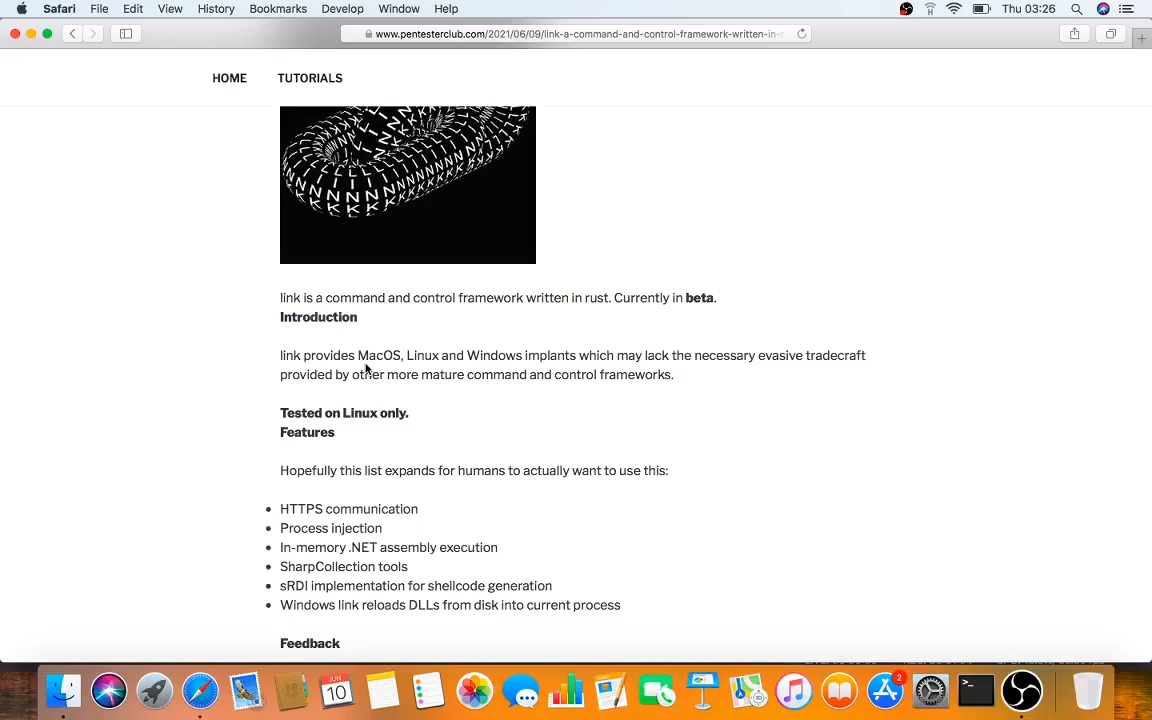 Safari File Edit View History Bookmarks Develop Window Help Thu 03:26
www.pentesterclub.com/2021/06/09/link-a-command-and-control-framework-written-in-
HOME TUTORIALS
link is a command and control framework written in rust. Currently in beta.
Introduction
link provides MacOS, Linux and Windows implants which may lack the necessary evasive tradecraft
provided by other more mature command and control frameworks.
Tested on Linux only.
Features
Hopefully this list expands for humans to actually want to use this:
HTTPS communication
Process injection
In-memory .NET assembly execution
SharpCollection tools
sRDI implementation for shellcode generation
Windows link reloads DLLs from disk into current process
Feedback
JUN
10
2